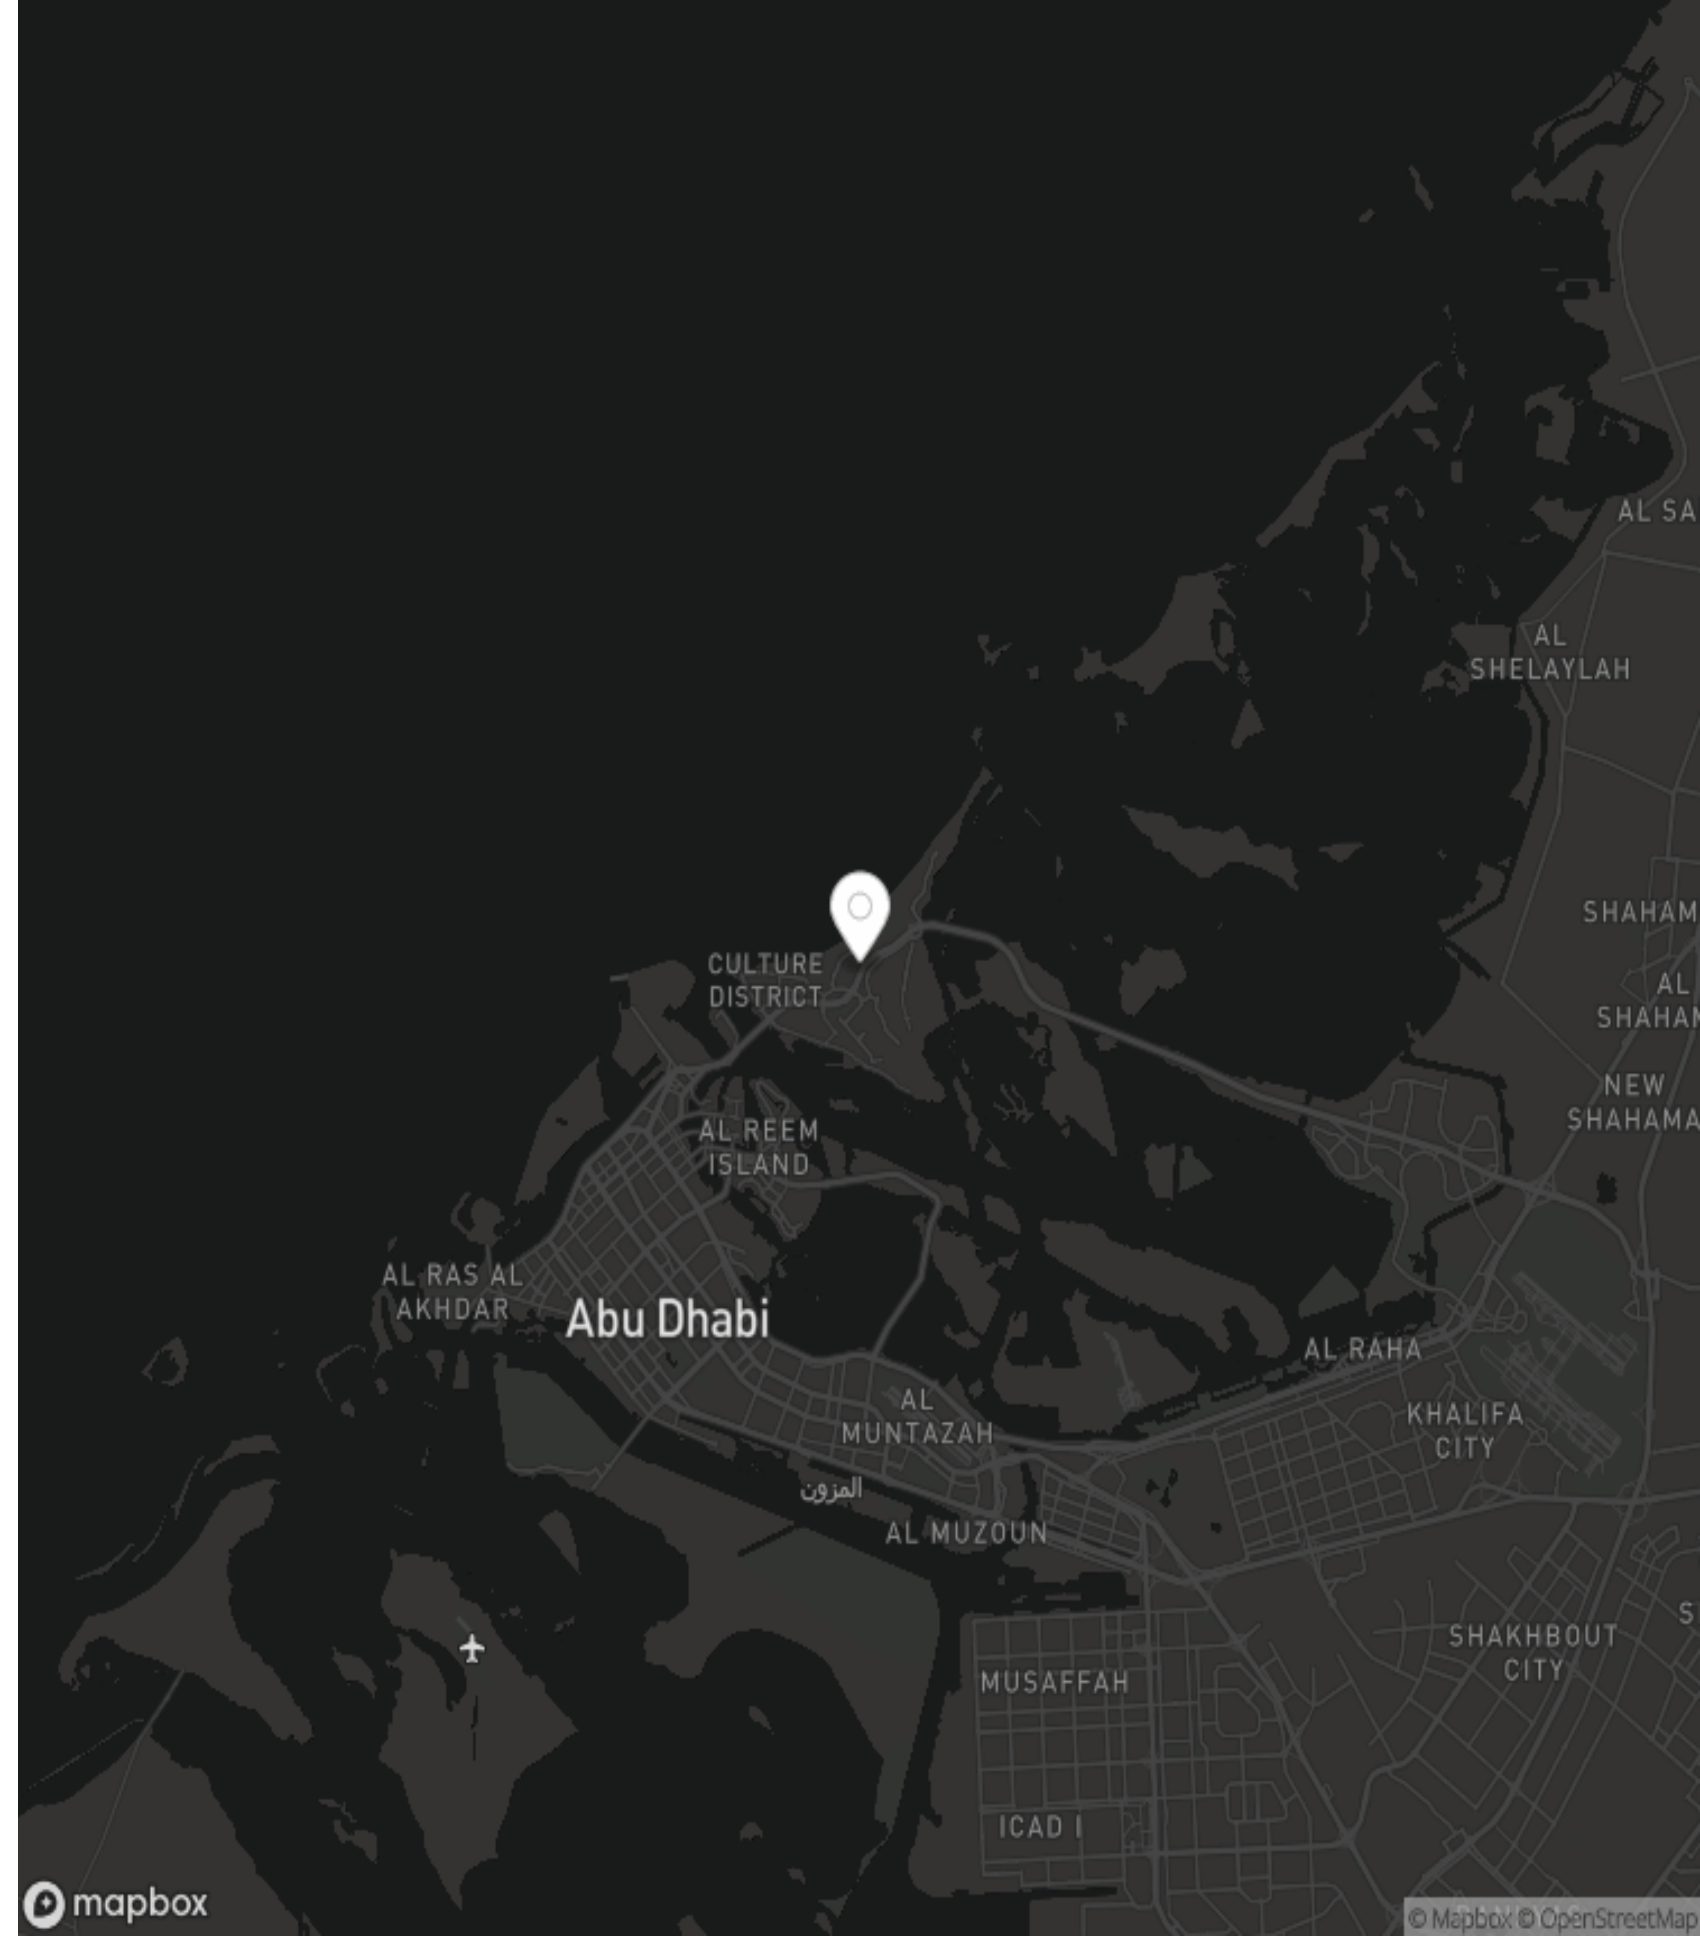 AL SA
AL
SHELAYLAH
SHAHAM
CULTURE
DISTRICT
AL
SHAHAM
NEW
SHAHAMA
AL REEM
ISLAND
AL RAS AL
AKHDAR
Abu Dhabi
AL RAHA
AL
MUNTAZAH
KHALIFA
CITY
المزون
AL MUZOUN
S
SHAKHBOUT
CITY
MUSAFFAH
ICAD I
mapbox
© Mapbox © OpenStreetMap